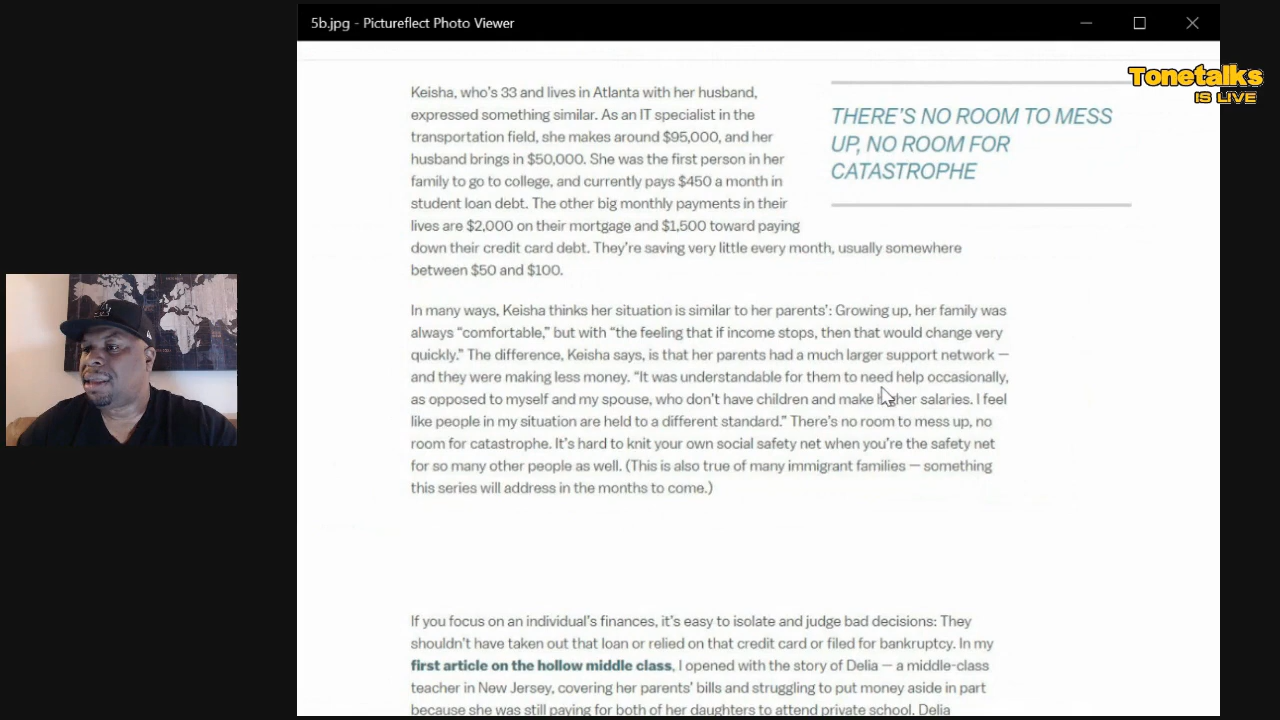 5b.jpg - Pictureflect Photo Viewer
Tonetalks
IS LIVE
Keisha, who's 33 and lives in Atlanta with her husband,
expressed something similar. As an IT specialist in the
transportation field, she makes around $95,000, and her
husband brings in $50,000. She was the first person in her
family to go to college, and currently pays $450 a month in
student loan debt. The other big monthly payments in their
lives are $2,000 on their mortgage and $1,500 toward paying
down their credit card debt. They're saving very little every month, usually somewhere
between $50 and $100.
THERE'S NO ROOM TO MESS
UP, NO ROOM FOR
CATASTROPHE
In many ways, Keisha thinks her situation is similar to her parents': Growing up, her family was
always “comfortable,” but with “the feeling that if income stops, then that would change very
quickly.” The difference, Keisha says, is that her parents had a much larger support network —
and they were making less money. “It was understandable for them to need help occasionally,
as opposed to myself and my spouse, who don't have children and make higher salaries. I feel
like people in my situation are held to a different standard.” There's no room to mess up, no
room for catastrophe. It's hard to knit your own social safety net when you're the safety net
for so many other people as well. (This is also true of many immigrant families — something
this series will address in the months to come.)
If you focus on an individual's finances, it's easy to isolate and judge bad decisions: They
shouldn't have taken out that loan or relied on that credit card or filed for bankruptcy. In my
first article on the hollow middle class, I opened with the story of Delia — a middle-class
teacher in New Jersey, covering her parents' bills and struggling to put money aside in part
because she was still paying for both of her daughters to attend private school. Delia